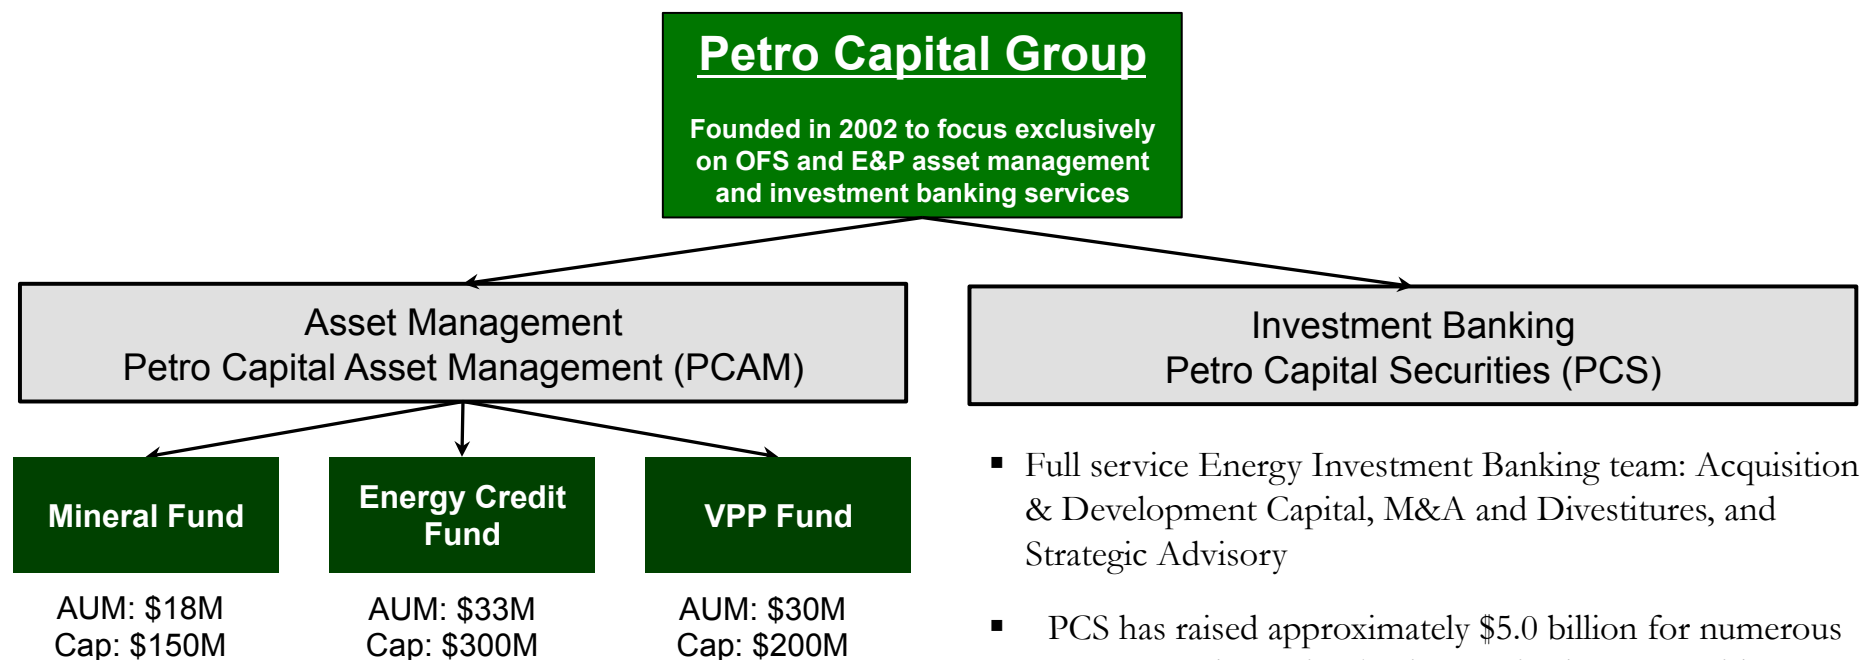 Petro Capital Group
Founded in 2002 to focus exclusively
on OFS and E&P asset management
and investment banking services
Asset Management
Petro Capital Asset Management (PCAM)
Investment Banking
Petro Capital Securities (PCS)
Mineral Fund
Energy Credit
Fund
VPP Fund
AUM: $18M
Cap: $150M
AUM: $33M
Cap: $300M
AUM: $30M
Cap: $200M
▪ Full service Energy Investment Banking team: Acquisition
& Development Capital, M&A and Divestitures, and
Strategic Advisory
▪ PCS has raised approximately $5.0 billion for numerous